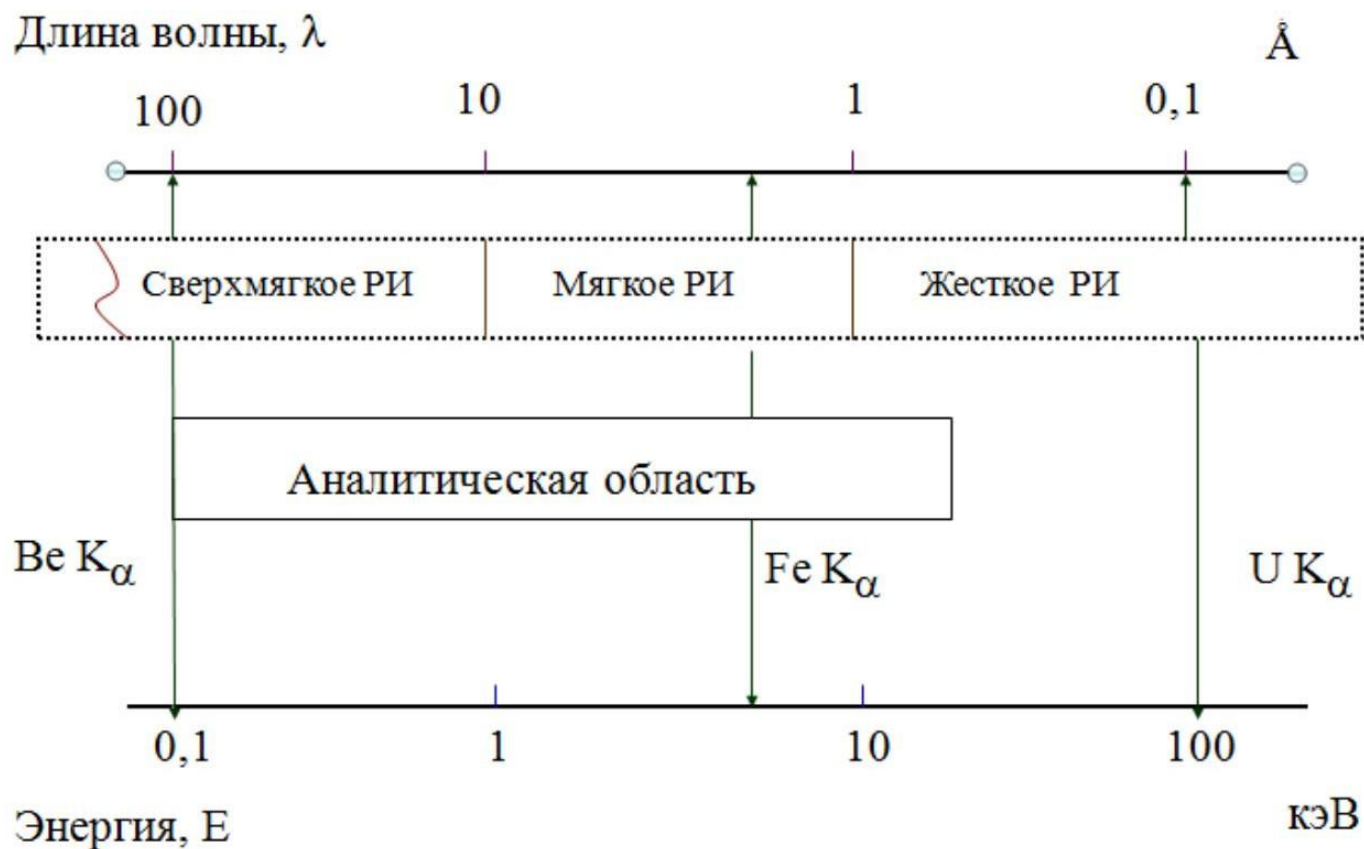 Длина волны, λ
Å
100
10
1
0,1
Сверхмягкое РИ
Мягкое РИ
Жесткое РИ
Аналитическая область
Be Kα
Fe Kα
U Kα
0,1
1
10
100
Энергия, Е
кэВ